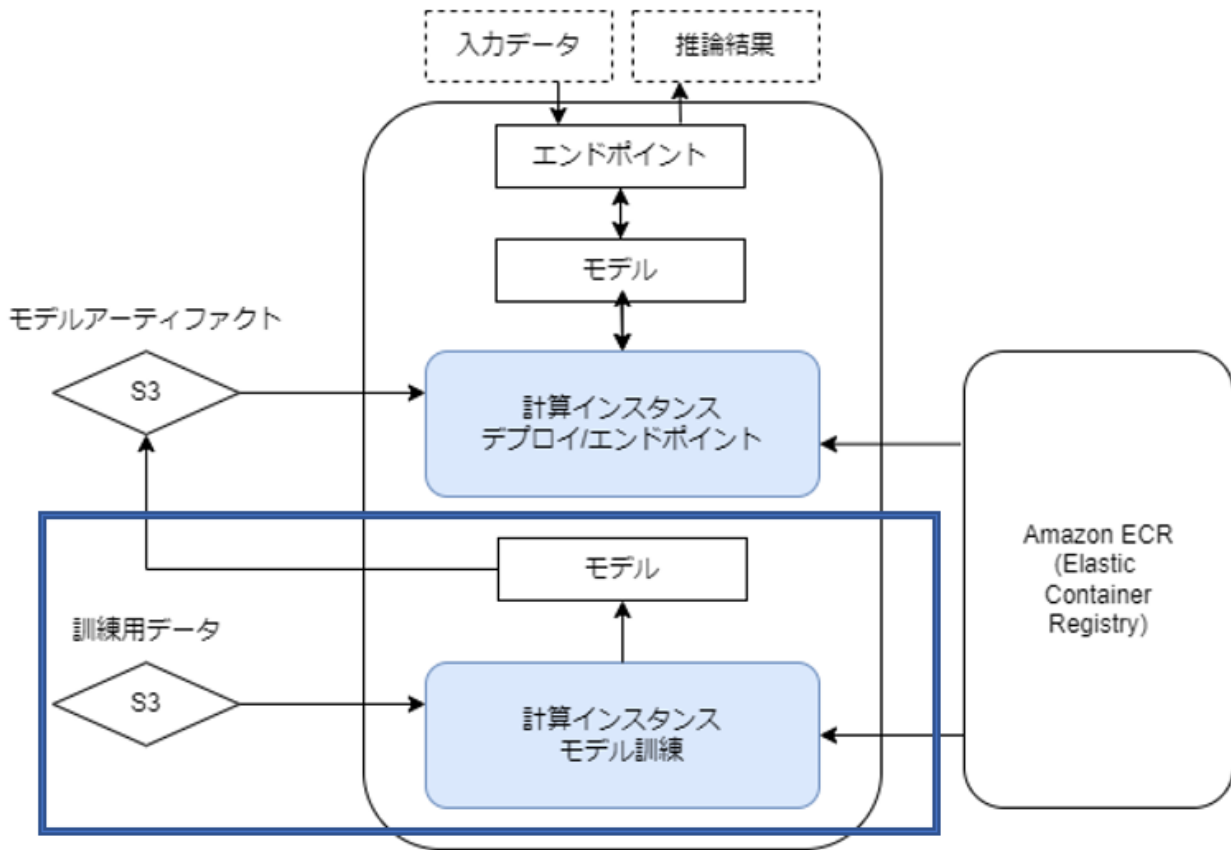 入力データ
推論結果
エンドポイント
モデル
モデルアーティファクト
S3
計算インスタンス
デプロイ/エンドポイント
Amazon ECR
(Elastic
Container
Registry)
モデル
訓練用データ
S3
計算インスタンス
モデル訓練